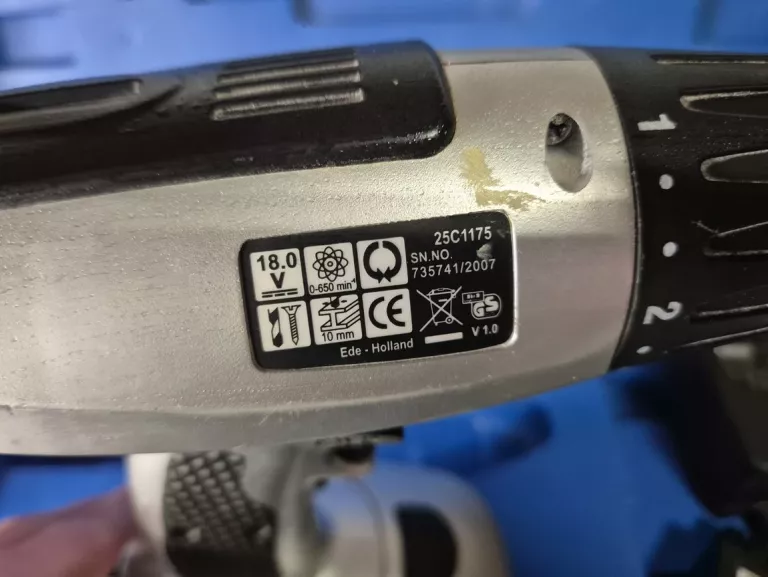 25C1175
18.0
V
0-650 min⁻¹
SN.NO.
735741/2007
10 mm
CE
GS
V 1.0
Ede - Holland
1
2